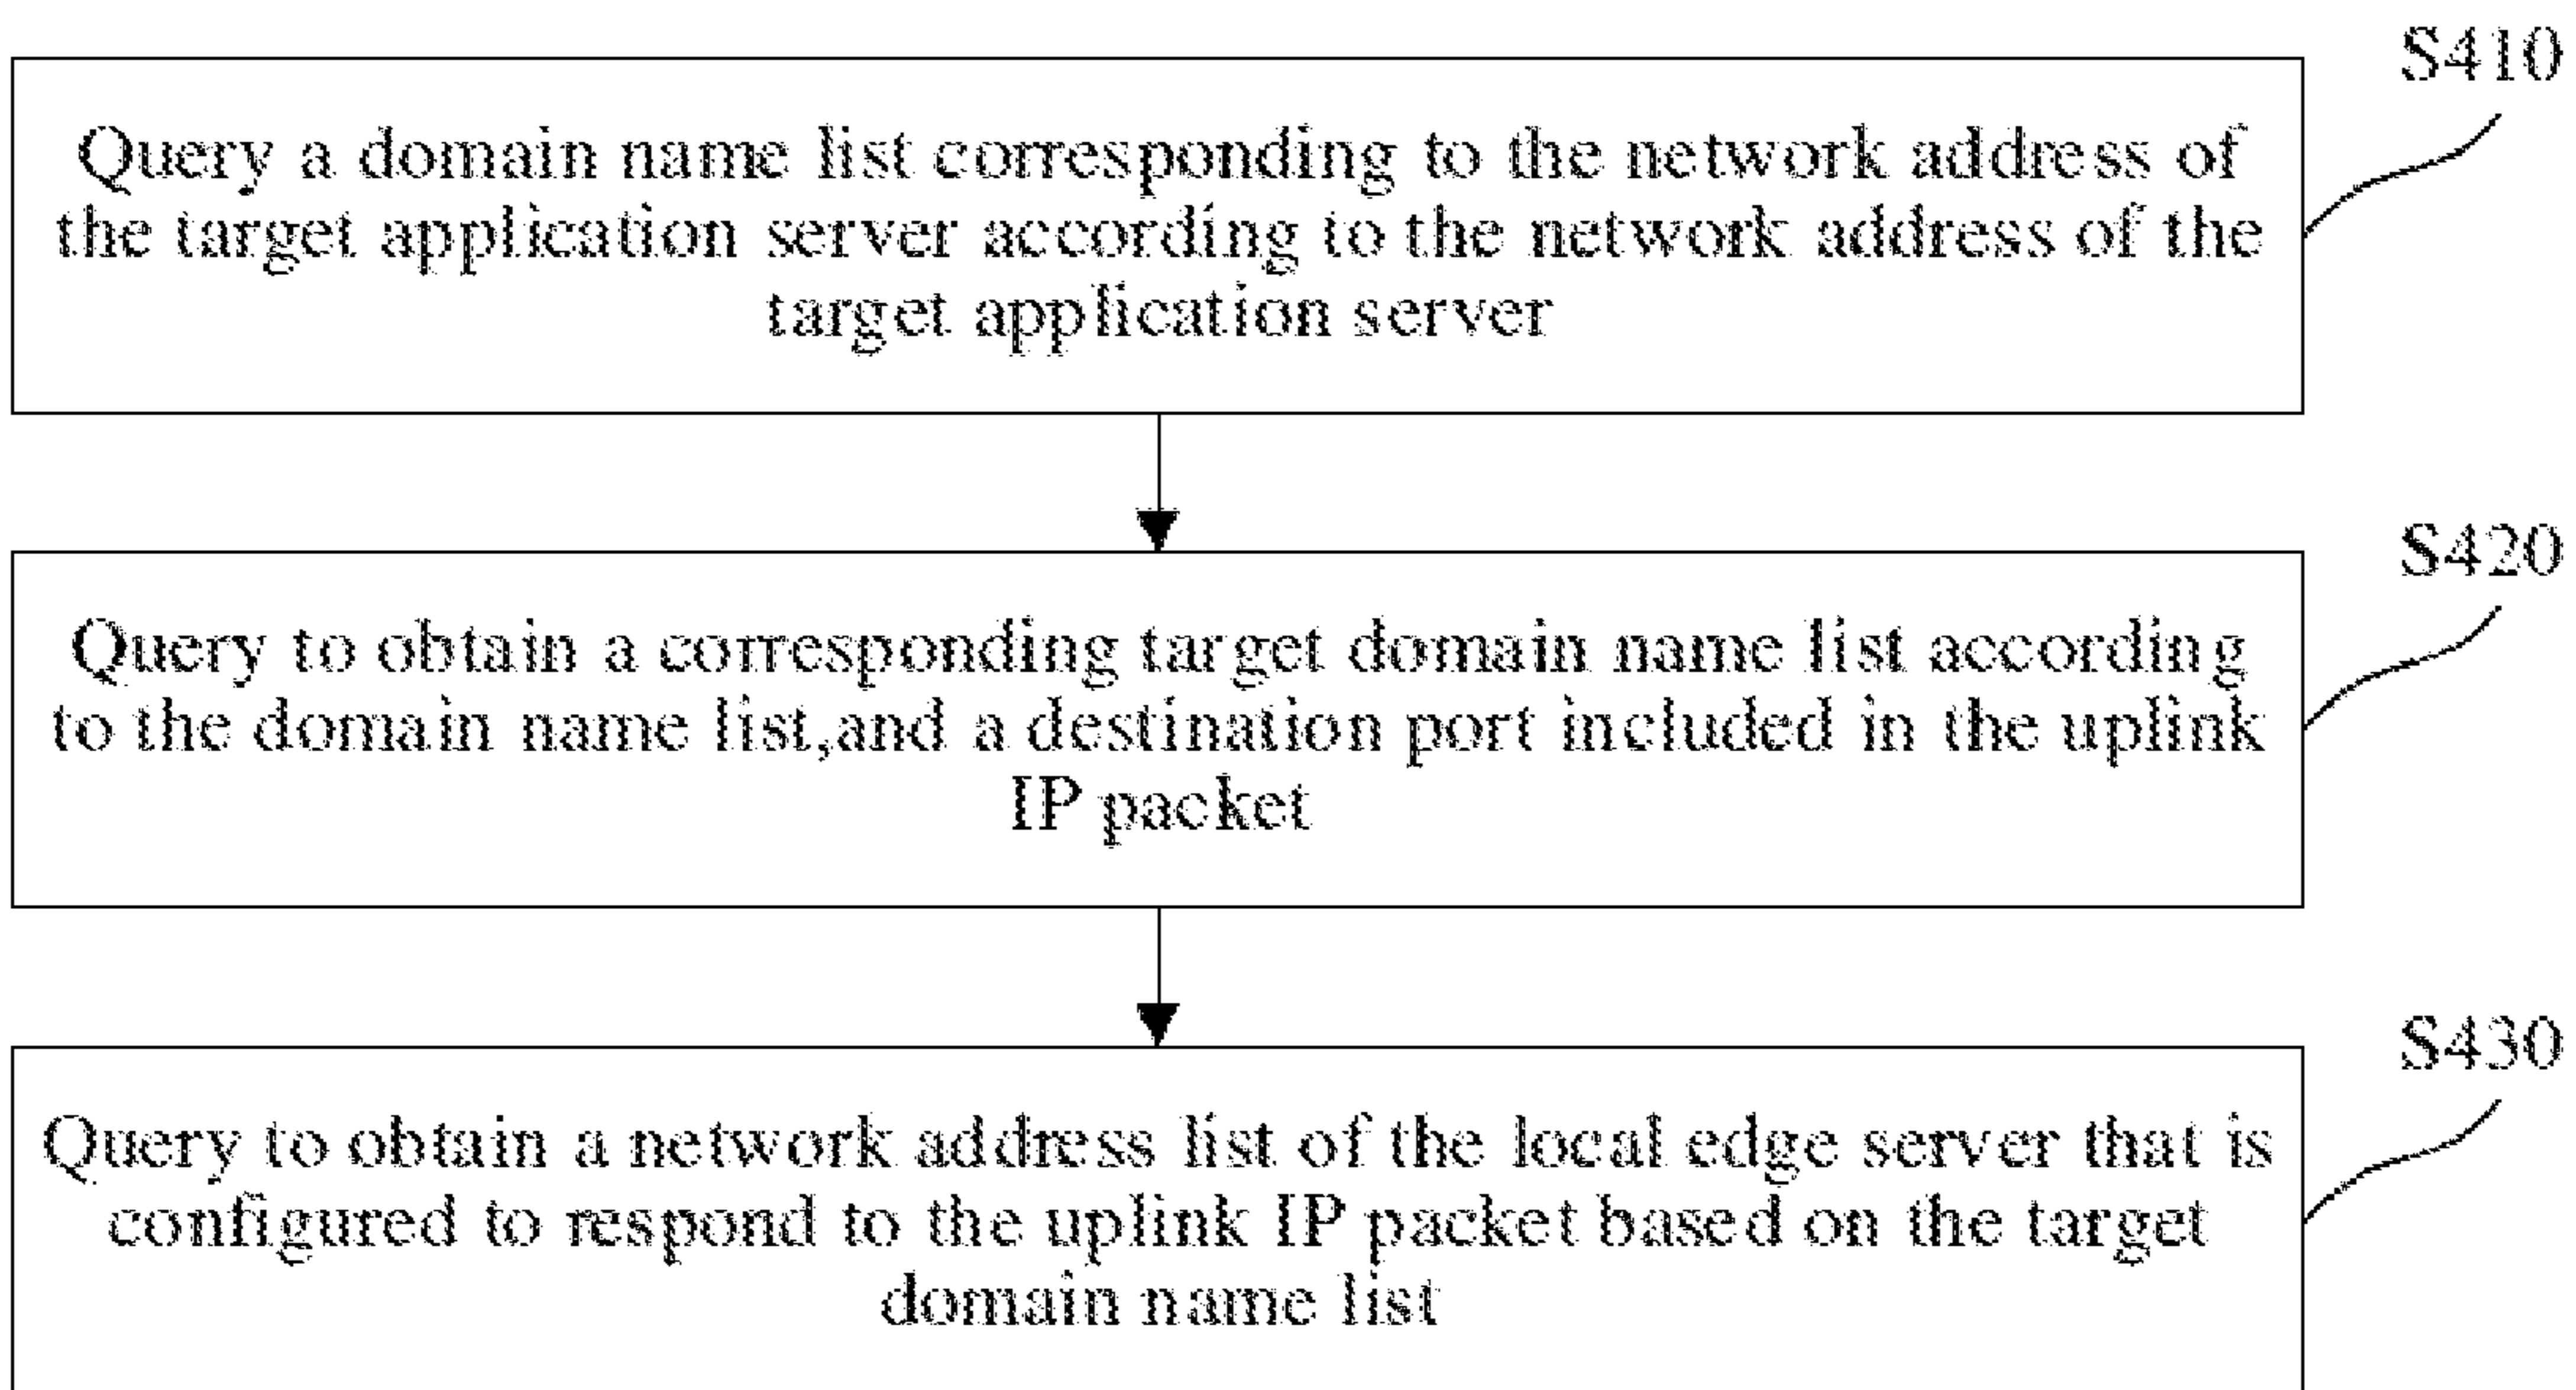 S410
Query a domain name list corresponding to the network address of
the target application server according to the network address of the
target application server
S420
Query to obtain a corresponding target domain name list according
to the domain name list,and a destination port included in the uplink
IP packet
S430
Query to obtain a network address list of the local edge server that is
configured to respond to the uplink IP packet based on the target
domain name list